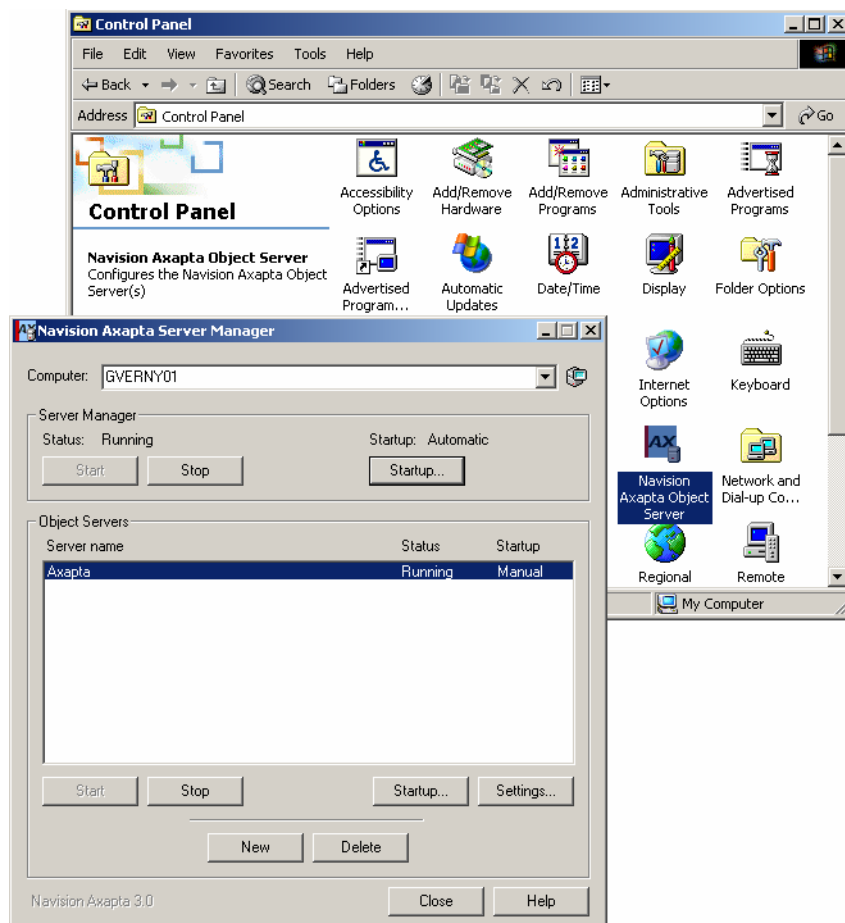 Control Panel
File Edit View Favorites Tools Help
Back Search Folders
Address Control Panel Go
Control Panel
Navision Axapta Object Server
Configures the Navision Axapta Object
Server(s)
Accessibility Options
Add/Remove Hardware
Add/Remove Programs
Administrative Tools
Advertised Programs
Advertised Program...
Automatic Updates
Date/Time
Display
Folder Options
Internet Options
Keyboard
AX
Navision Axapta Object Server
Network and Dial-up Co...
Regional
Remote
My Computer
Navision Axapta Server Manager
Computer: GVERNY01
Server Manager
Status: Running Startup: Automatic
Start Stop Startup...
Object Servers
Server name Status Startup
Axapta Running Manual
Start Stop Startup... Settings...
New Delete
Navision Axapta 3.0 Close Help